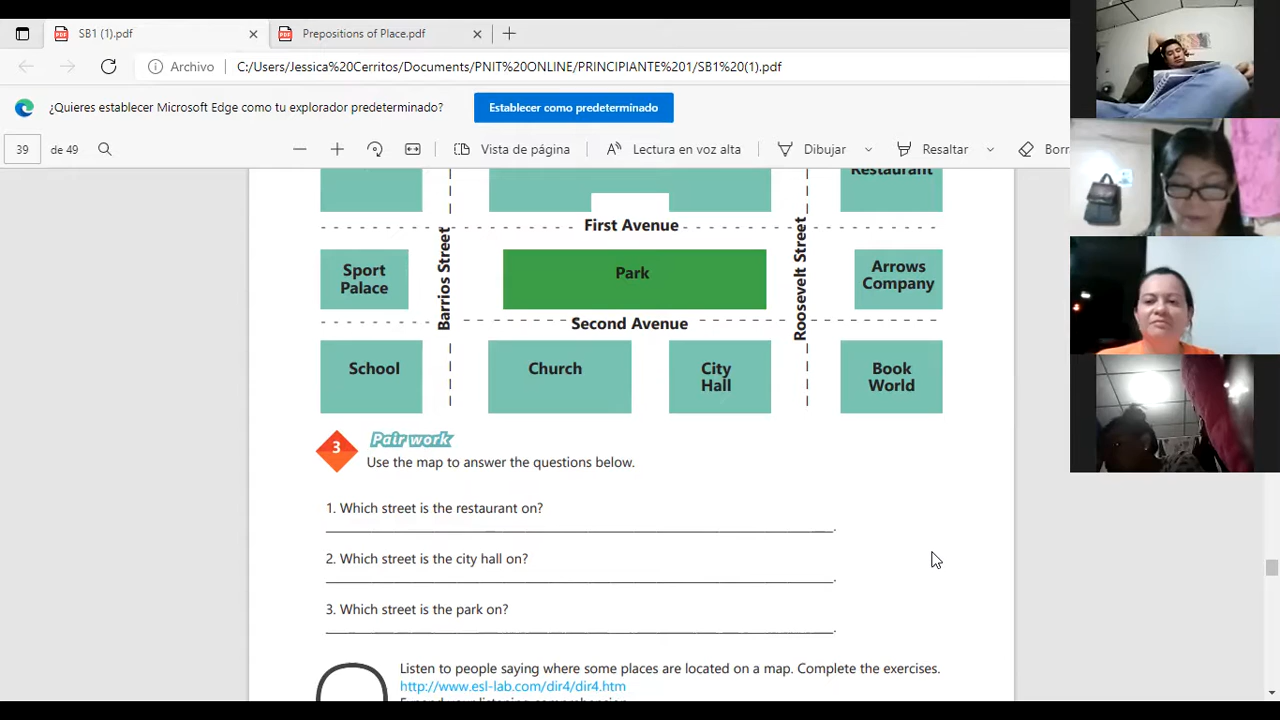 SB1 (1).pdf
Prepositions of Place.pdf
Archivo
C:/Users/Jessica%20Cerritos/Documents/PNIT%20ONLINE/PRINCIPIANTE%201/SB1%20(1).pdf
¿Quieres establecer Microsoft Edge como tu explorador predeterminado?
Establecer como predeterminado
39
de 49
Vista de página
Lectura en voz alta
Dibujar
Resaltar
Borr
Restaurant
First Avenue
Barrios Street
Roosevelt Street
Sport
Palace
Park
Arrows
Company
Second Avenue
School
Church
City
Hall
Book
World
3
Pair work
Use the map to answer the questions below.
1. Which street is the restaurant on?
2. Which street is the city hall on?
3. Which street is the park on?
Listen to people saying where some places are located on a map. Complete the exercises.
http://www.esl-lab.com/dir4/dir4.htm